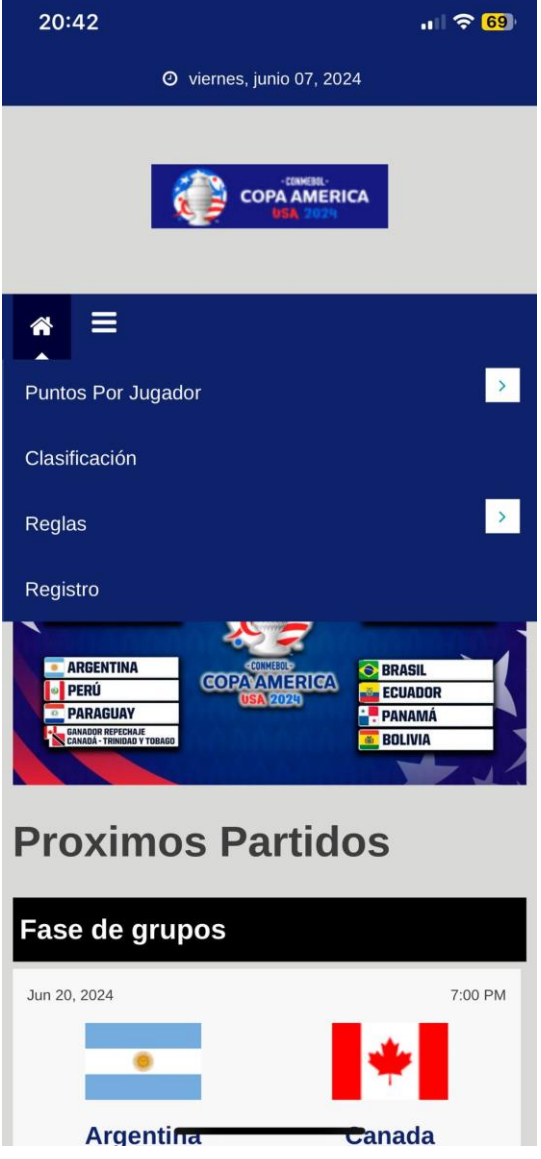 20:42
69
viernes, junio 07, 2024
-CONMEBOL-
COPA AMERICA
USA 2024
Puntos Por Jugador
Clasificación
Reglas
Registro
ARGENTINA
PERÚ
PARAGUAY
GANADOR REPECHAJE
CANADÁ - TRINIDAD Y TOBAGO
-CONMEBOL-
COPA AMERICA
USA 2024
BRASIL
ECUADOR
PANAMÁ
BOLIVIA
Proximos Partidos
Fase de grupos
Jun 20, 2024 7:00 PM
Argentina Canada